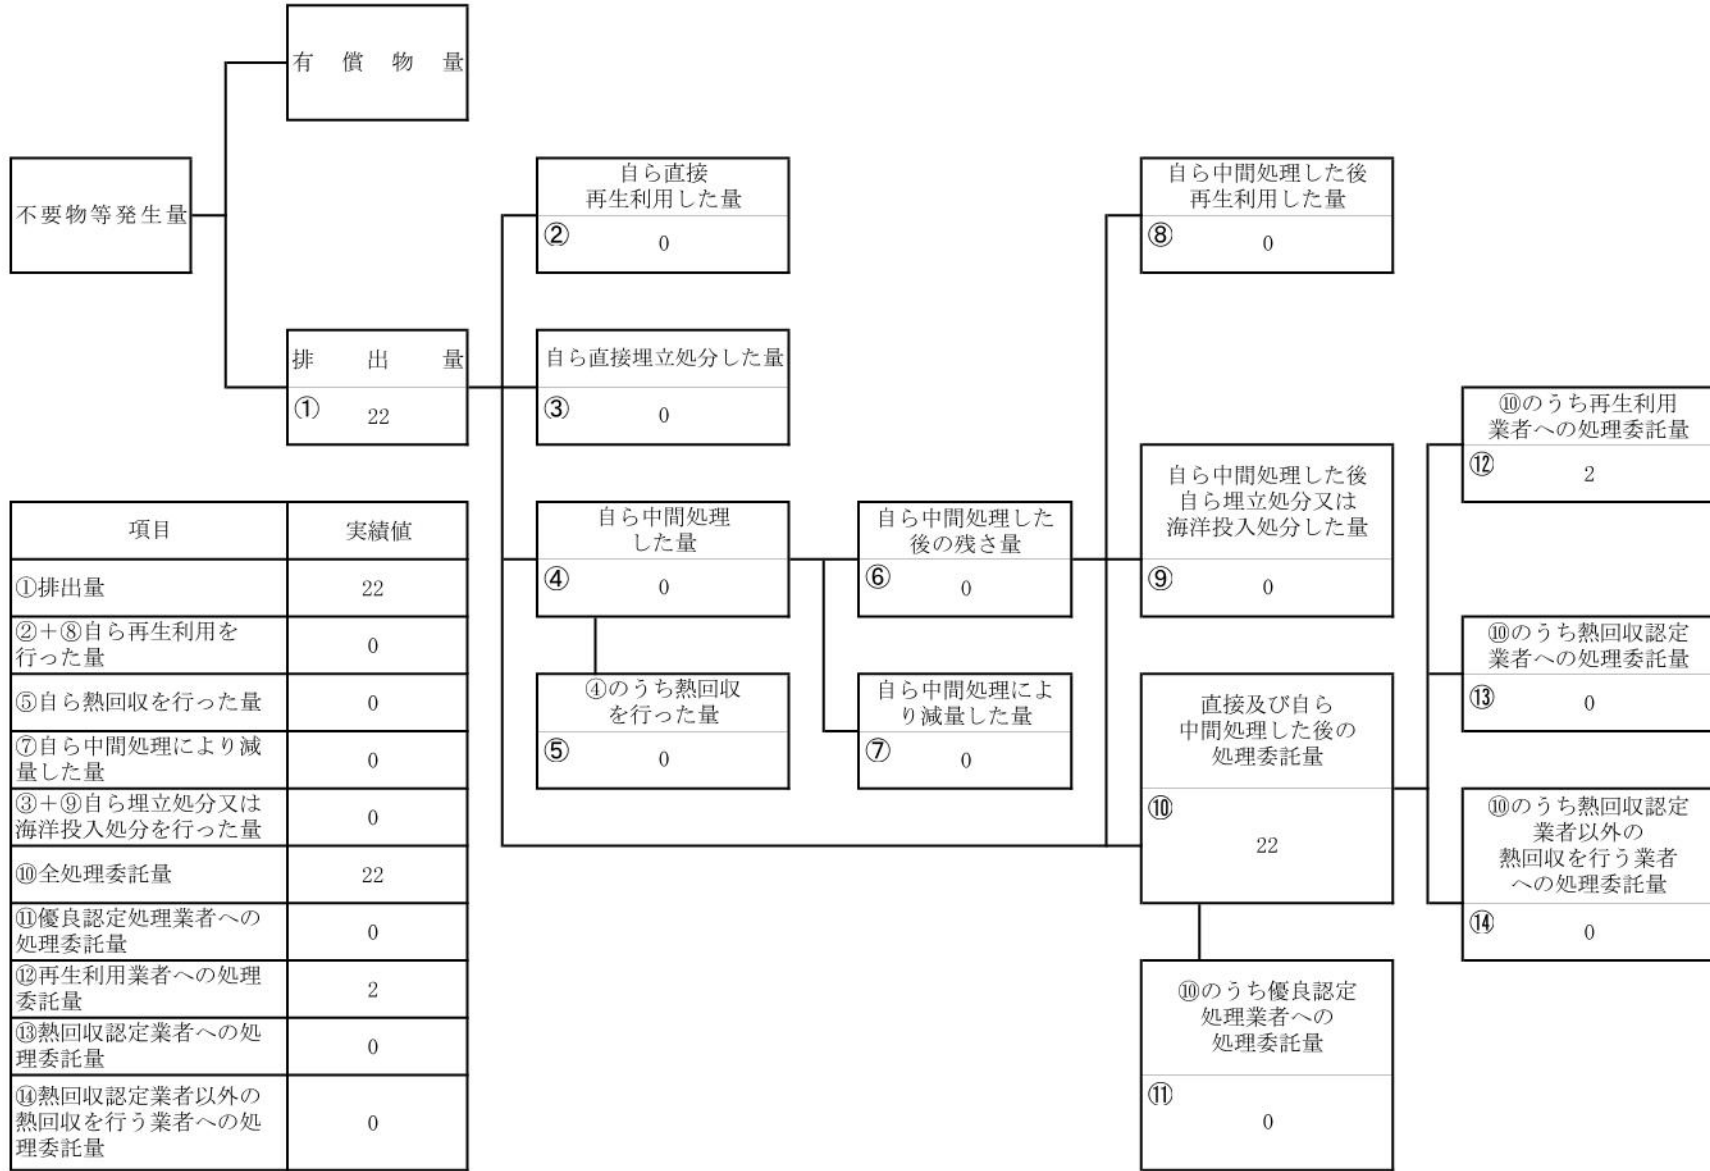 有償物量
不要物等発生量
排出量
① 22
自ら直接
再生利用した量
② 0
自ら直接埋立処分した量
③ 0
自ら中間処理
した量
④ 0
④のうち熱回収
を行った量
⑤ 0
自ら中間処理した
後の残さ量
⑥ 0
自ら中間処理によ
り減量した量
⑦ 0
自ら中間処理した後
再生利用した量
⑧ 0
自ら中間処理した後
自ら埋立処分又は
海洋投入処分した量
⑨ 0
直接及び自ら
中間処理した後の
処理委託量
⑩
22
⑩のうち優良認定
処理業者への
処理委託量
⑪
0
⑩のうち再生利用
業者への処理委託量
⑫ 2
⑩のうち熱回収認定
業者への処理委託量
⑬ 0
⑩のうち熱回収認定
業者以外の
熱回収を行う業者
への処理委託量
⑭ 0
項目 実績値
①排出量 22
②+⑧自ら再生利用を
行った量 0
⑤自ら熱回収を行った量 0
⑦自ら中間処理により減
量した量 0
③+⑨自ら埋立処分又は
海洋投入処分を行った量 0
⑩全処理委託量 22
⑪優良認定処理業者への
処理委託量 0
⑫再生利用業者への処理
委託量 2
⑬熱回収認定業者への処
理委託量 0
⑭熱回収認定業者以外の
熱回収を行う業者への処
理委託量 0